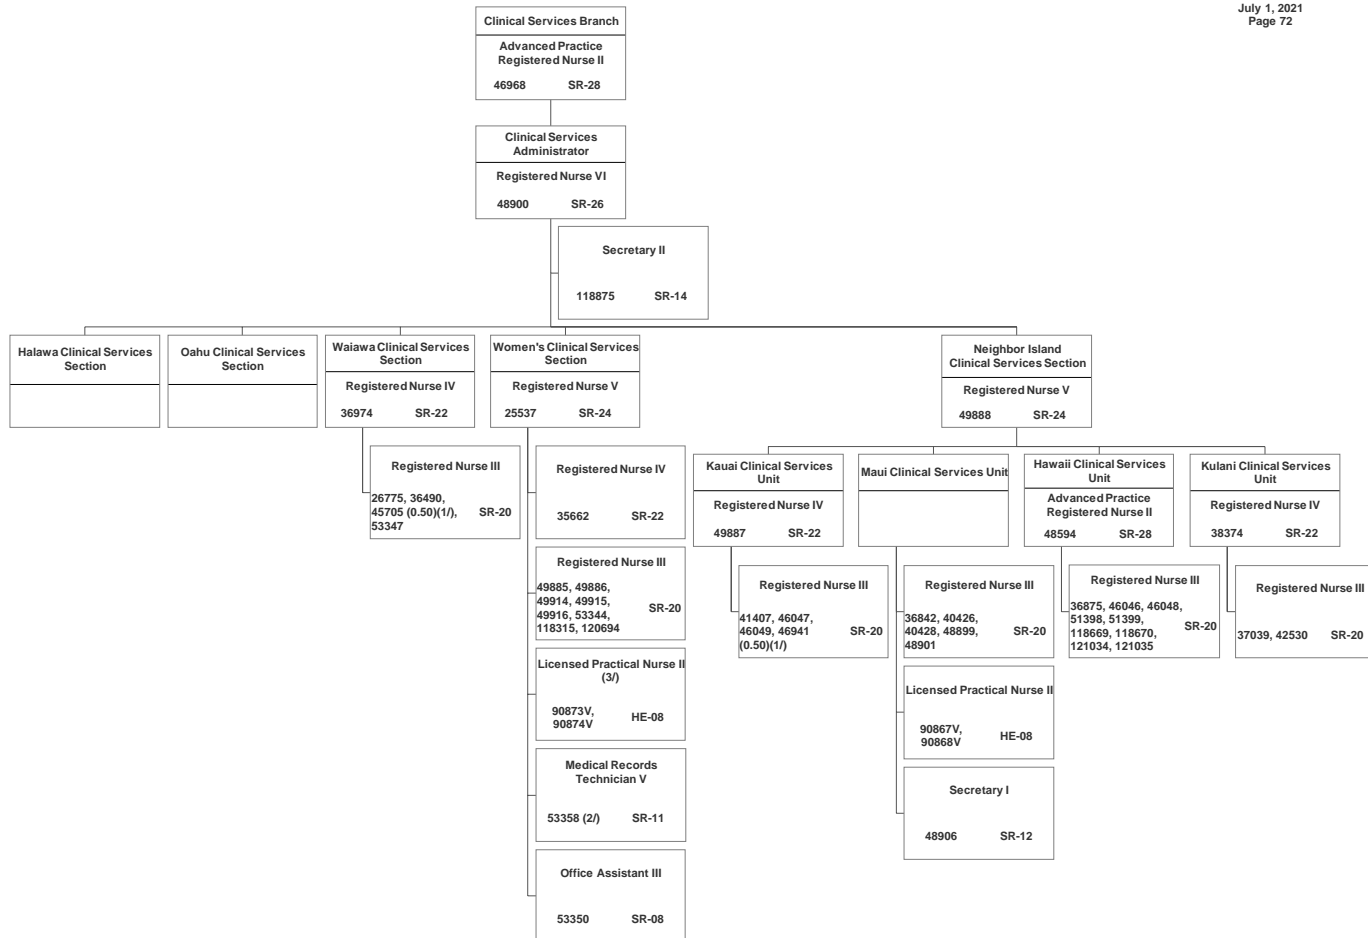 July 1, 2021
Page 72
Clinical Services Branch
Advanced Practice
Registered Nurse II
46968 SR-28
Clinical Services
Administrator
Registered Nurse VI
48900 SR-26
Secretary II
118875 SR-14
Halawa Clinical Services
Section
Oahu Clinical Services
Section
Waiawa Clinical Services
Section
Registered Nurse IV
36974 SR-22
Women's Clinical Services
Section
Registered Nurse V
25537 SR-24
Neighbor Island
Clinical Services Section
Registered Nurse V
49888 SR-24
Registered Nurse III
26775, 36490,
45705 (0.50)(1/), SR-20
53347
Registered Nurse IV
35662 SR-22
Registered Nurse III
49885, 49886,
49914, 49915,
49916, 53344, SR-20
118315, 120694
Licensed Practical Nurse II
(3/)
90873V,
90874V HE-08
Medical Records
Technician V
53358 (2/) SR-11
Office Assistant III
53350 SR-08
Kauai Clinical Services
Unit
Registered Nurse IV
49887 SR-22
Registered Nurse III
41407, 46047,
46049, 46941 SR-20
(0.50)(1/)
Maui Clinical Services Unit
Registered Nurse III
36842, 40426,
40428, 48899, SR-20
48901
Licensed Practical Nurse II
90867V,
90868V HE-08
Secretary I
48906 SR-12
Hawaii Clinical Services
Unit
Advanced Practice
Registered Nurse II
48594 SR-28
Registered Nurse III
36875, 46046, 46048,
51398, 51399,
118669, 118670, SR-20
121034, 121035
Kulani Clinical Services
Unit
Registered Nurse IV
38374 SR-22
Registered Nurse III
37039, 42530 SR-20